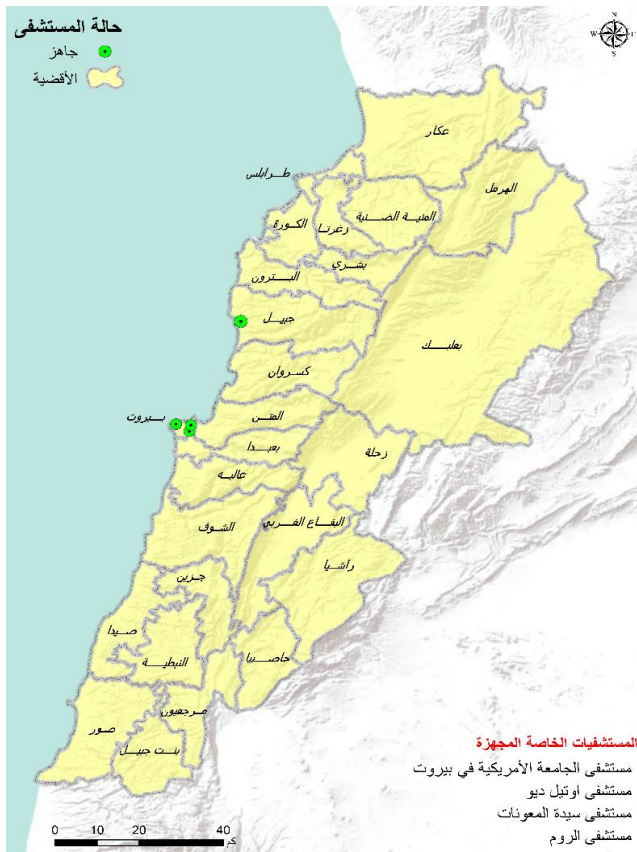 حالة المستشفى
جاهز
الأقضية
N
W E
S
عكار
طرابلس
الهرمل
المنية الضنية
زغرتا
الكورة
بشري
البترون
جبيل
بعلبك
كسروان
المتن
بيروت
بعبدا
زحلة
عالية
البقاع الغربي
الشوف
راشيا
جزين
صيدا
حاصبيا
النبطية
مرجعيون
صور
بنت جبيل
المستشفيات الخاصة المجهزة
مستشفى الجامعة الأمريكية في بيروت
مستشفى اوتيل ديو
مستشفى سيدة المعونات
مستشفى الروم
0 10 20 40
كم